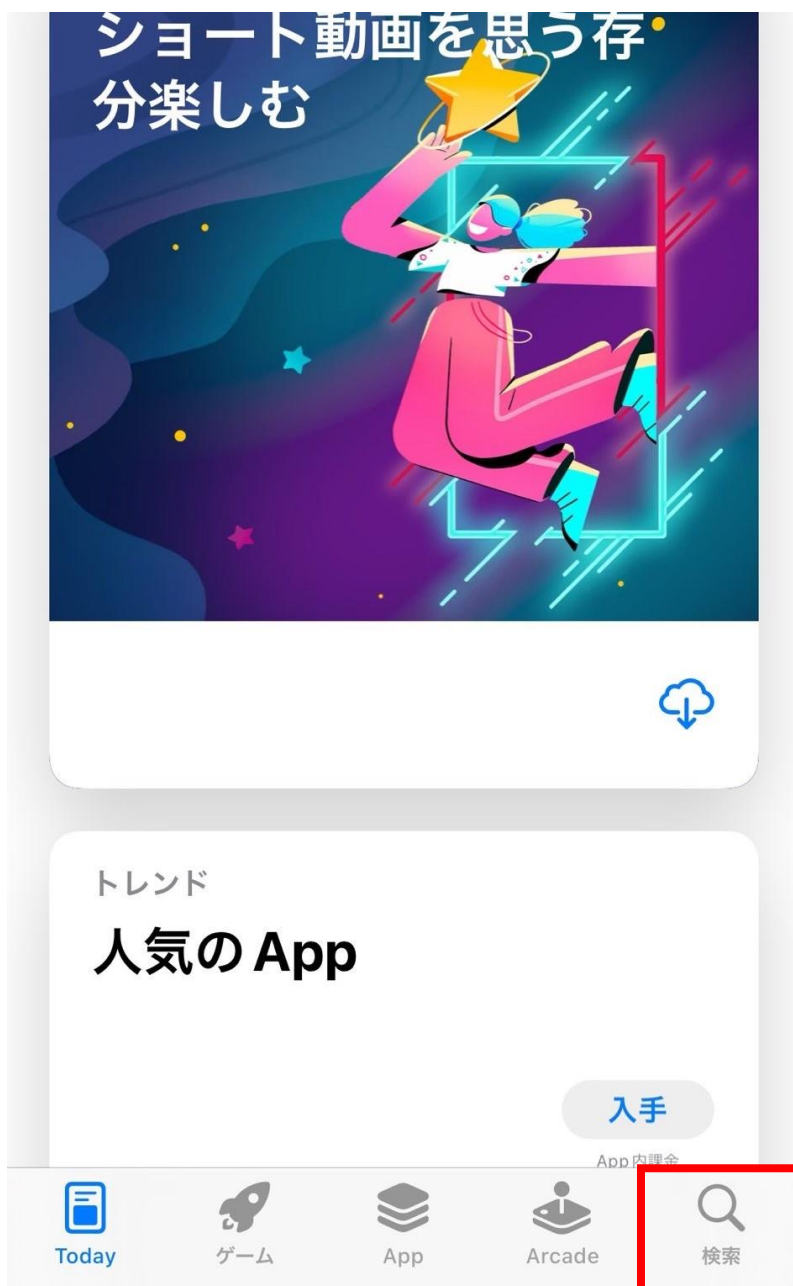 ショート動画を思う存
分楽しむ
トレンド
人気のApp
入手
App内課金
Today
ゲーム
App
Arcade
検索